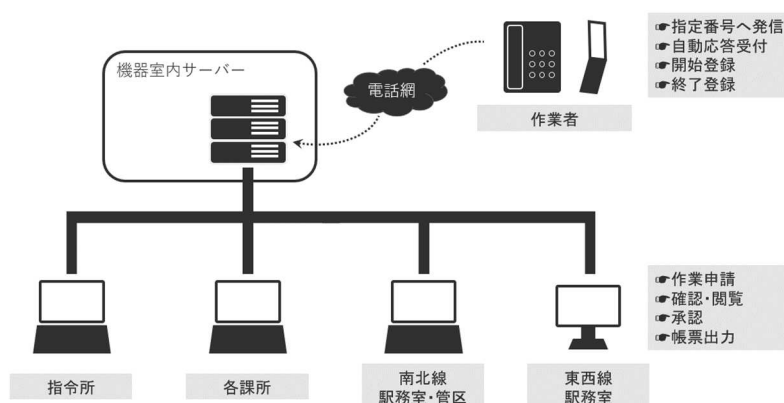 ☛指定番号へ発信
☛自動応答受付
☛開始登録
☛終了登録
機器室内サーバー
電話網
作業者
☛作業申請
☛確認・閲覧
☛承認
☛帳票出力
指令所
各課所
南北線
駅務室・管区
東西線
駅務室